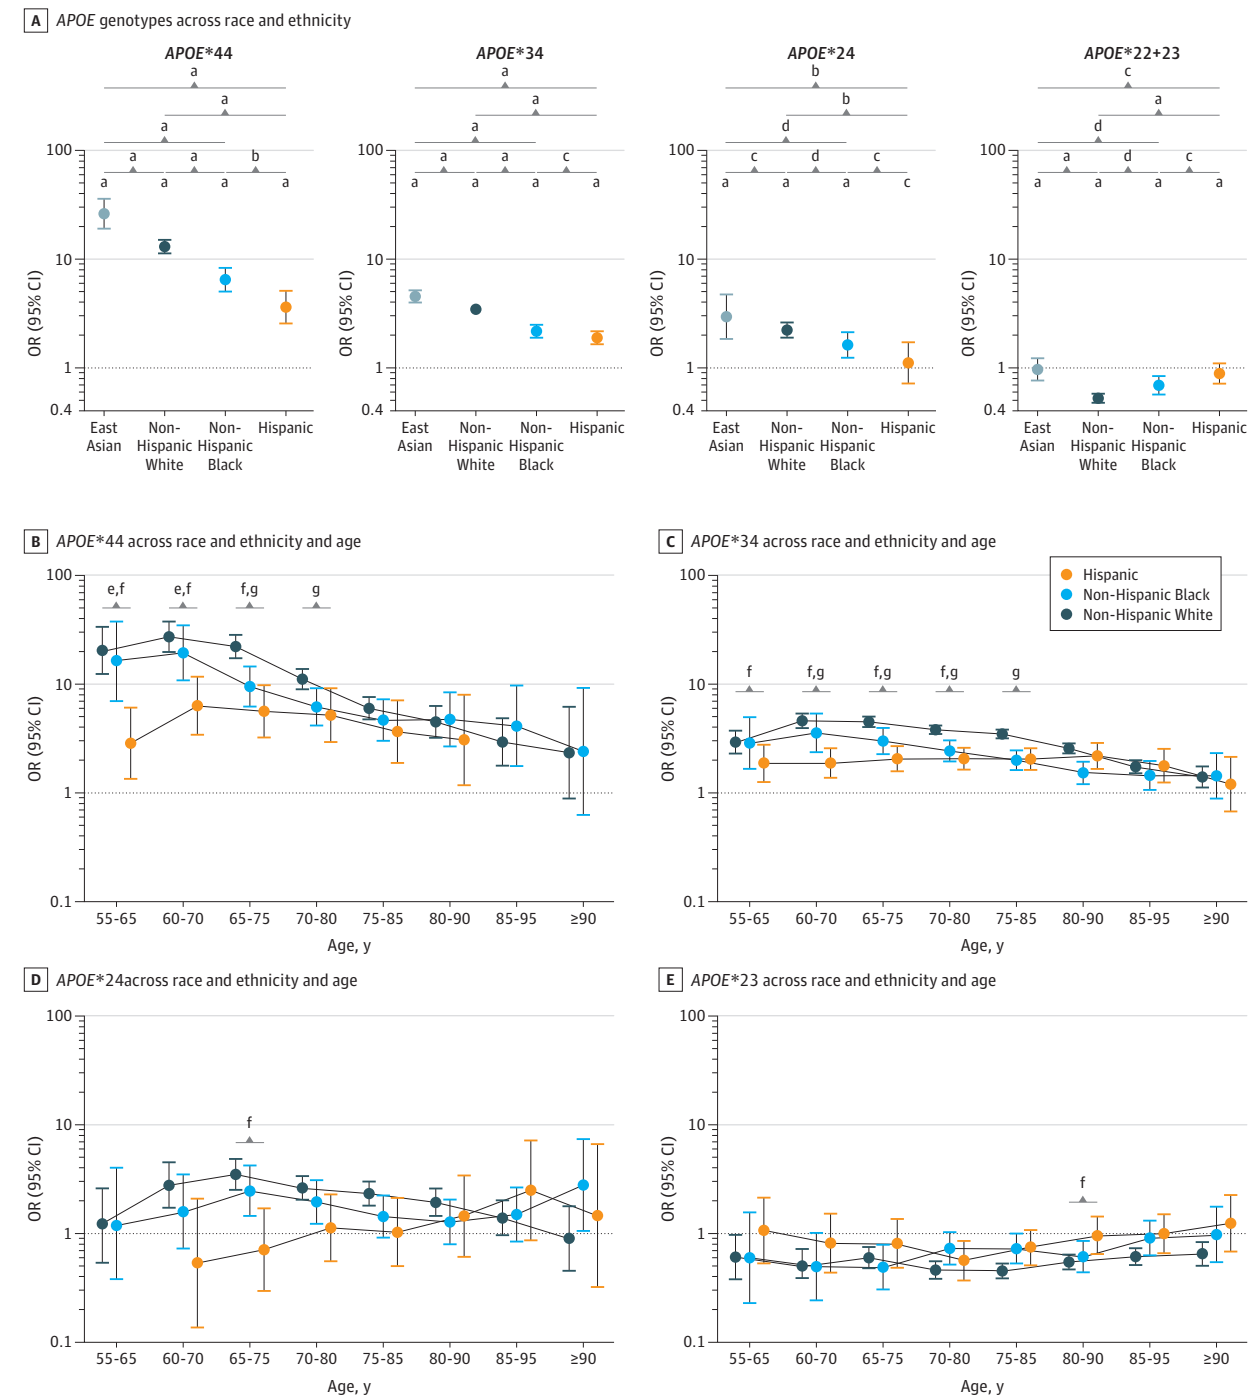 A APOE genotypes across race and ethnicity
APOE*44
APOE*34
APOE*24
APOE*22+23
a
a
b
c
a
a
b
a
a
a
d
d
100
a
a
b
100
a
a
c
100
c
d
c
100
a
d
c
a
a
a
a
a
a
a
a
a
a
a
c
a
a
a
a
10
10
10
10
OR (95% CI)
OR (95% CI)
OR (95% CI)
OR (95% CI)
1
1
1
1
0.4
0.4
0.4
0.4
East Asian
Non-Hispanic White
Non-Hispanic Black
Hispanic
East Asian
Non-Hispanic White
Non-Hispanic Black
Hispanic
East Asian
Non-Hispanic White
Non-Hispanic Black
Hispanic
East Asian
Non-Hispanic White
Non-Hispanic Black
Hispanic
B APOE*44 across race and ethnicity and age
100
e,f
e,f
f,g
g
10
OR (95% CI)
1
0.1
55-65
60-70
65-75
70-80
75-85
80-90
85-95
≥90
Age, y
C APOE*34 across race and ethnicity and age
100
Hispanic
Non-Hispanic Black
Non-Hispanic White
f
f,g
f,g
f,g
g
10
OR (95% CI)
1
0.1
55-65
60-70
65-75
70-80
75-85
80-90
85-95
≥90
Age, y
D APOE*24across race and ethnicity and age
100
10
f
OR (95% CI)
1
0.1
55-65
60-70
65-75
70-80
75-85
80-90
85-95
≥90
Age, y
E APOE*23 across race and ethnicity and age
100
10
f
OR (95% CI)
1
0.1
55-65
60-70
65-75
70-80
75-85
80-90
85-95
≥90
Age, y